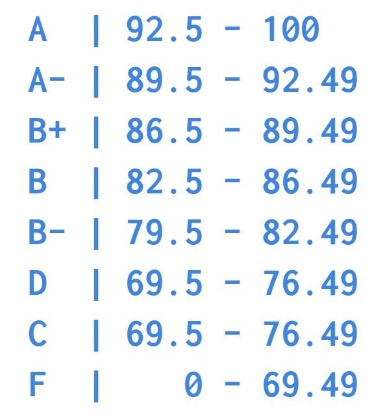 A  | 92.5 - 100
A- | 89.5 - 92.49
B+ | 86.5 - 89.49
B  | 82.5 - 86.49
B- | 79.5 - 82.49
D  | 69.5 - 76.49
C  | 69.5 - 76.49
F  |    0 - 69.49